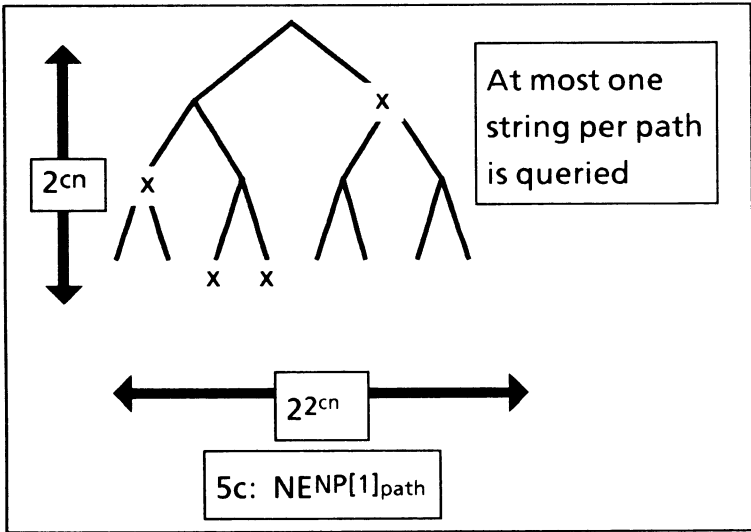 x
At most one
string per path
is queried
2cn
x
x
x
22cn
5c: NENP[1]path